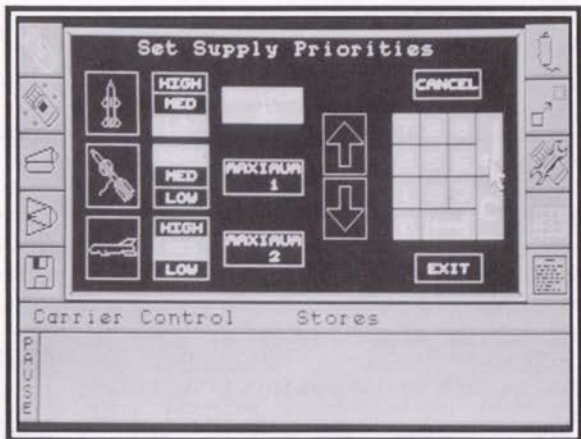 Set Supply Priorities
HIGH
MED
CANCEL
MED
LOW
MAXIMUM
1
HIGH
LOW
MAXIMUM
2
EXIT
Carrier Control Stores
PAUSE